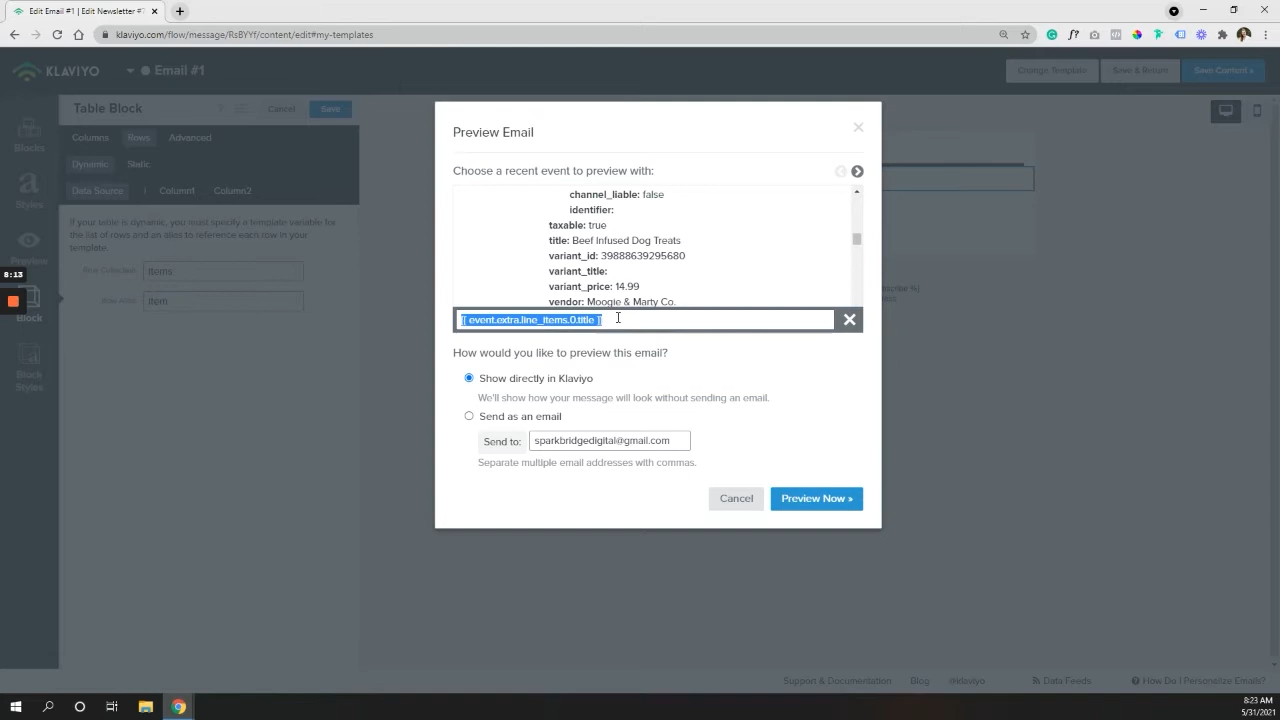 Edit Email #1 | Edit Newsletter #
klaviyo.com/flow/message/RsBYYf/content/edit#my-templates
KLAVIYO
Email #1
Change Template
Save & Return
Save Content »
Table Block
?
Cancel
Save
Columns
Rows
Advanced
Dynamic
Static
Data Source
Column1
Column2
If your table is dynamic, you must specify a template variable for
the list of rows and an alias to reference each row in your
template.
Row Collected:
Items
Row Alias:
Item
Blocks
Styles
Preview
8:13
Block
Block
Styles
Preview Email
Choose a recent event to preview with:
channel_liable: false
identifier:
taxable: true
title: Beef Infused Dog Treats
variant_id: 39888639295680
variant_title:
variant_price: 14.99
vendor: Moogie & Marty Co.
event.extra.line_items.0.title
How would you like to preview this email?
Show directly in Klaviyo
We'll show how your message will look without sending an email.
Send as an email
Send to:
sparkbridgedigital@gmail.com
Separate multiple email addresses with commas.
Cancel
Preview Now »
Support & Documentation
Blog
@klaviyo
Data Feeds
How Do I Personalize Emails?
8:23 AM
5/31/2021